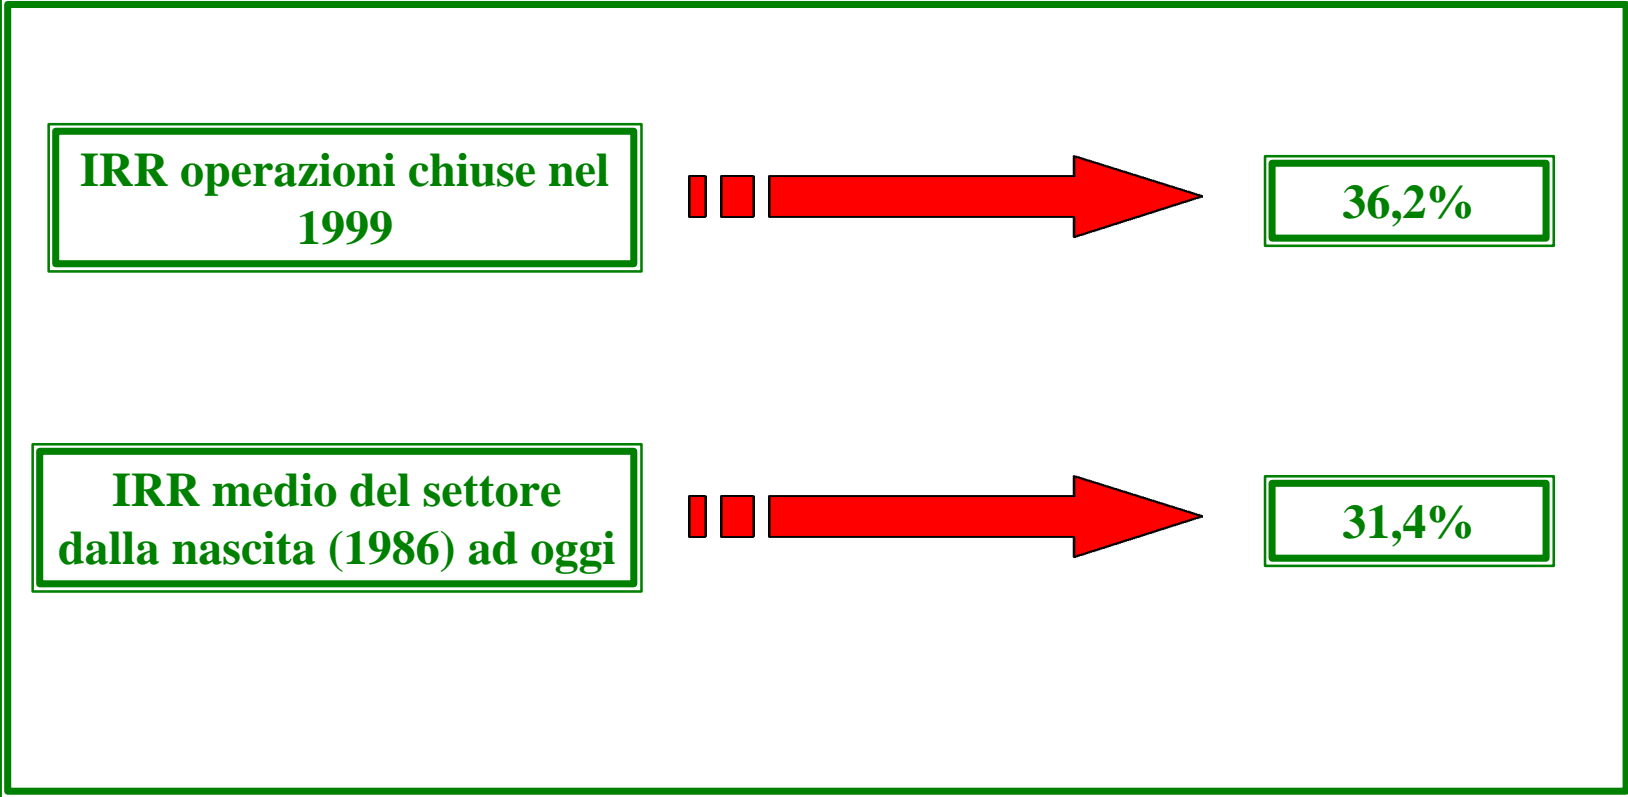 IRR operazioni chiuse nel
1999
36,2%
IRR medio del settore
dalla nascita (1986) ad oggi
31,4%